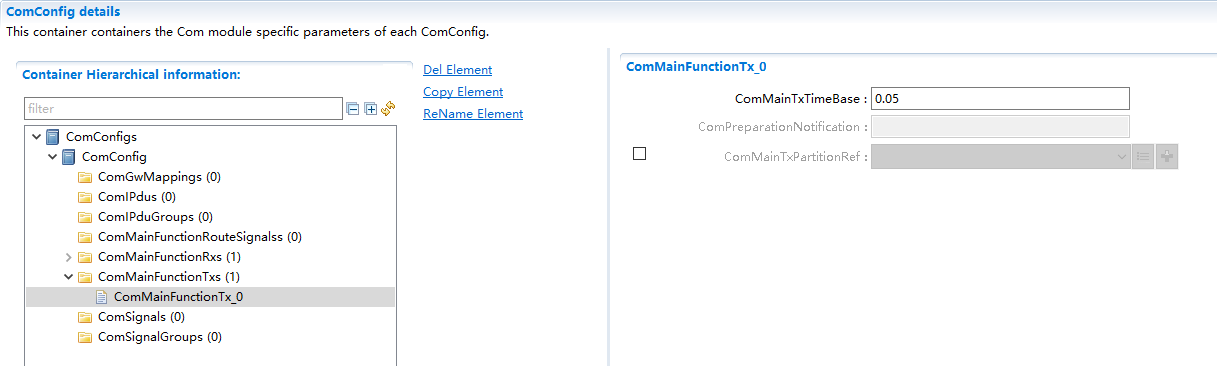 ComConfig details
This container containers the Com module specific parameters of each ComConfig.
Container Hierarchical information:
filter
Del Element
Copy Element
ReName Element
ComConfigs
ComConfig
ComGwMappings (0)
ComIPdus (0)
ComIPduGroups (0)
ComMainFunctionRouteSignalss (0)
ComMainFunctionRxs (1)
ComMainFunctionTxs (1)
ComMainFunctionTx_0
ComSignals (0)
ComSignalGroups (0)
ComMainFunctionTx_0
ComMainTxTimeBase : 0.05
ComPreparationNotification :
ComMainTxPartitionRef :